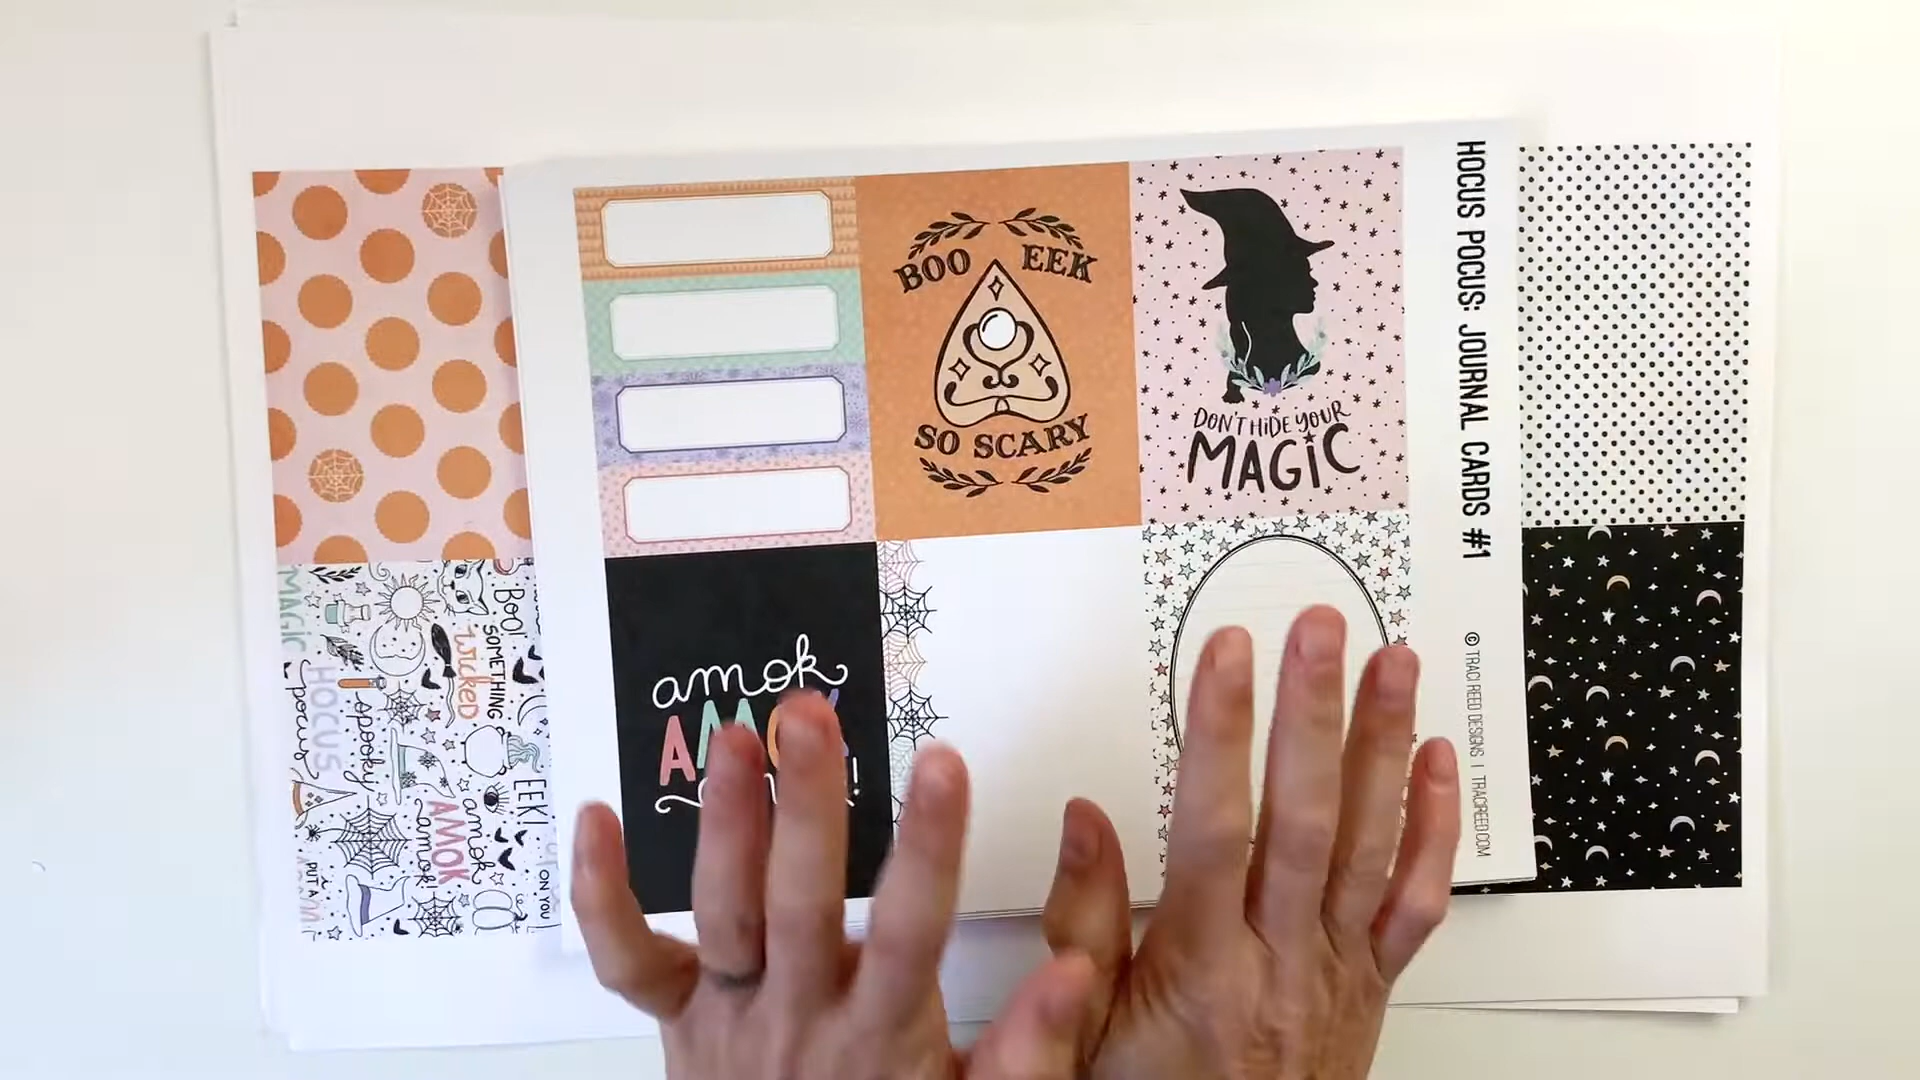 BOO EEK
SO SCARY
DON'T HIDE YOUR
MAGIC
amok
HOCUS POCUS: JOURNAL CARDS #1
© TRACI REED DESIGNS | TRACIREED.COM
MAGIC
HOCUS
pocus
BOO!
SOMETHING
wicked
spooky
EEK!
AMOK
amok
amok!
PUT A
ON YOU